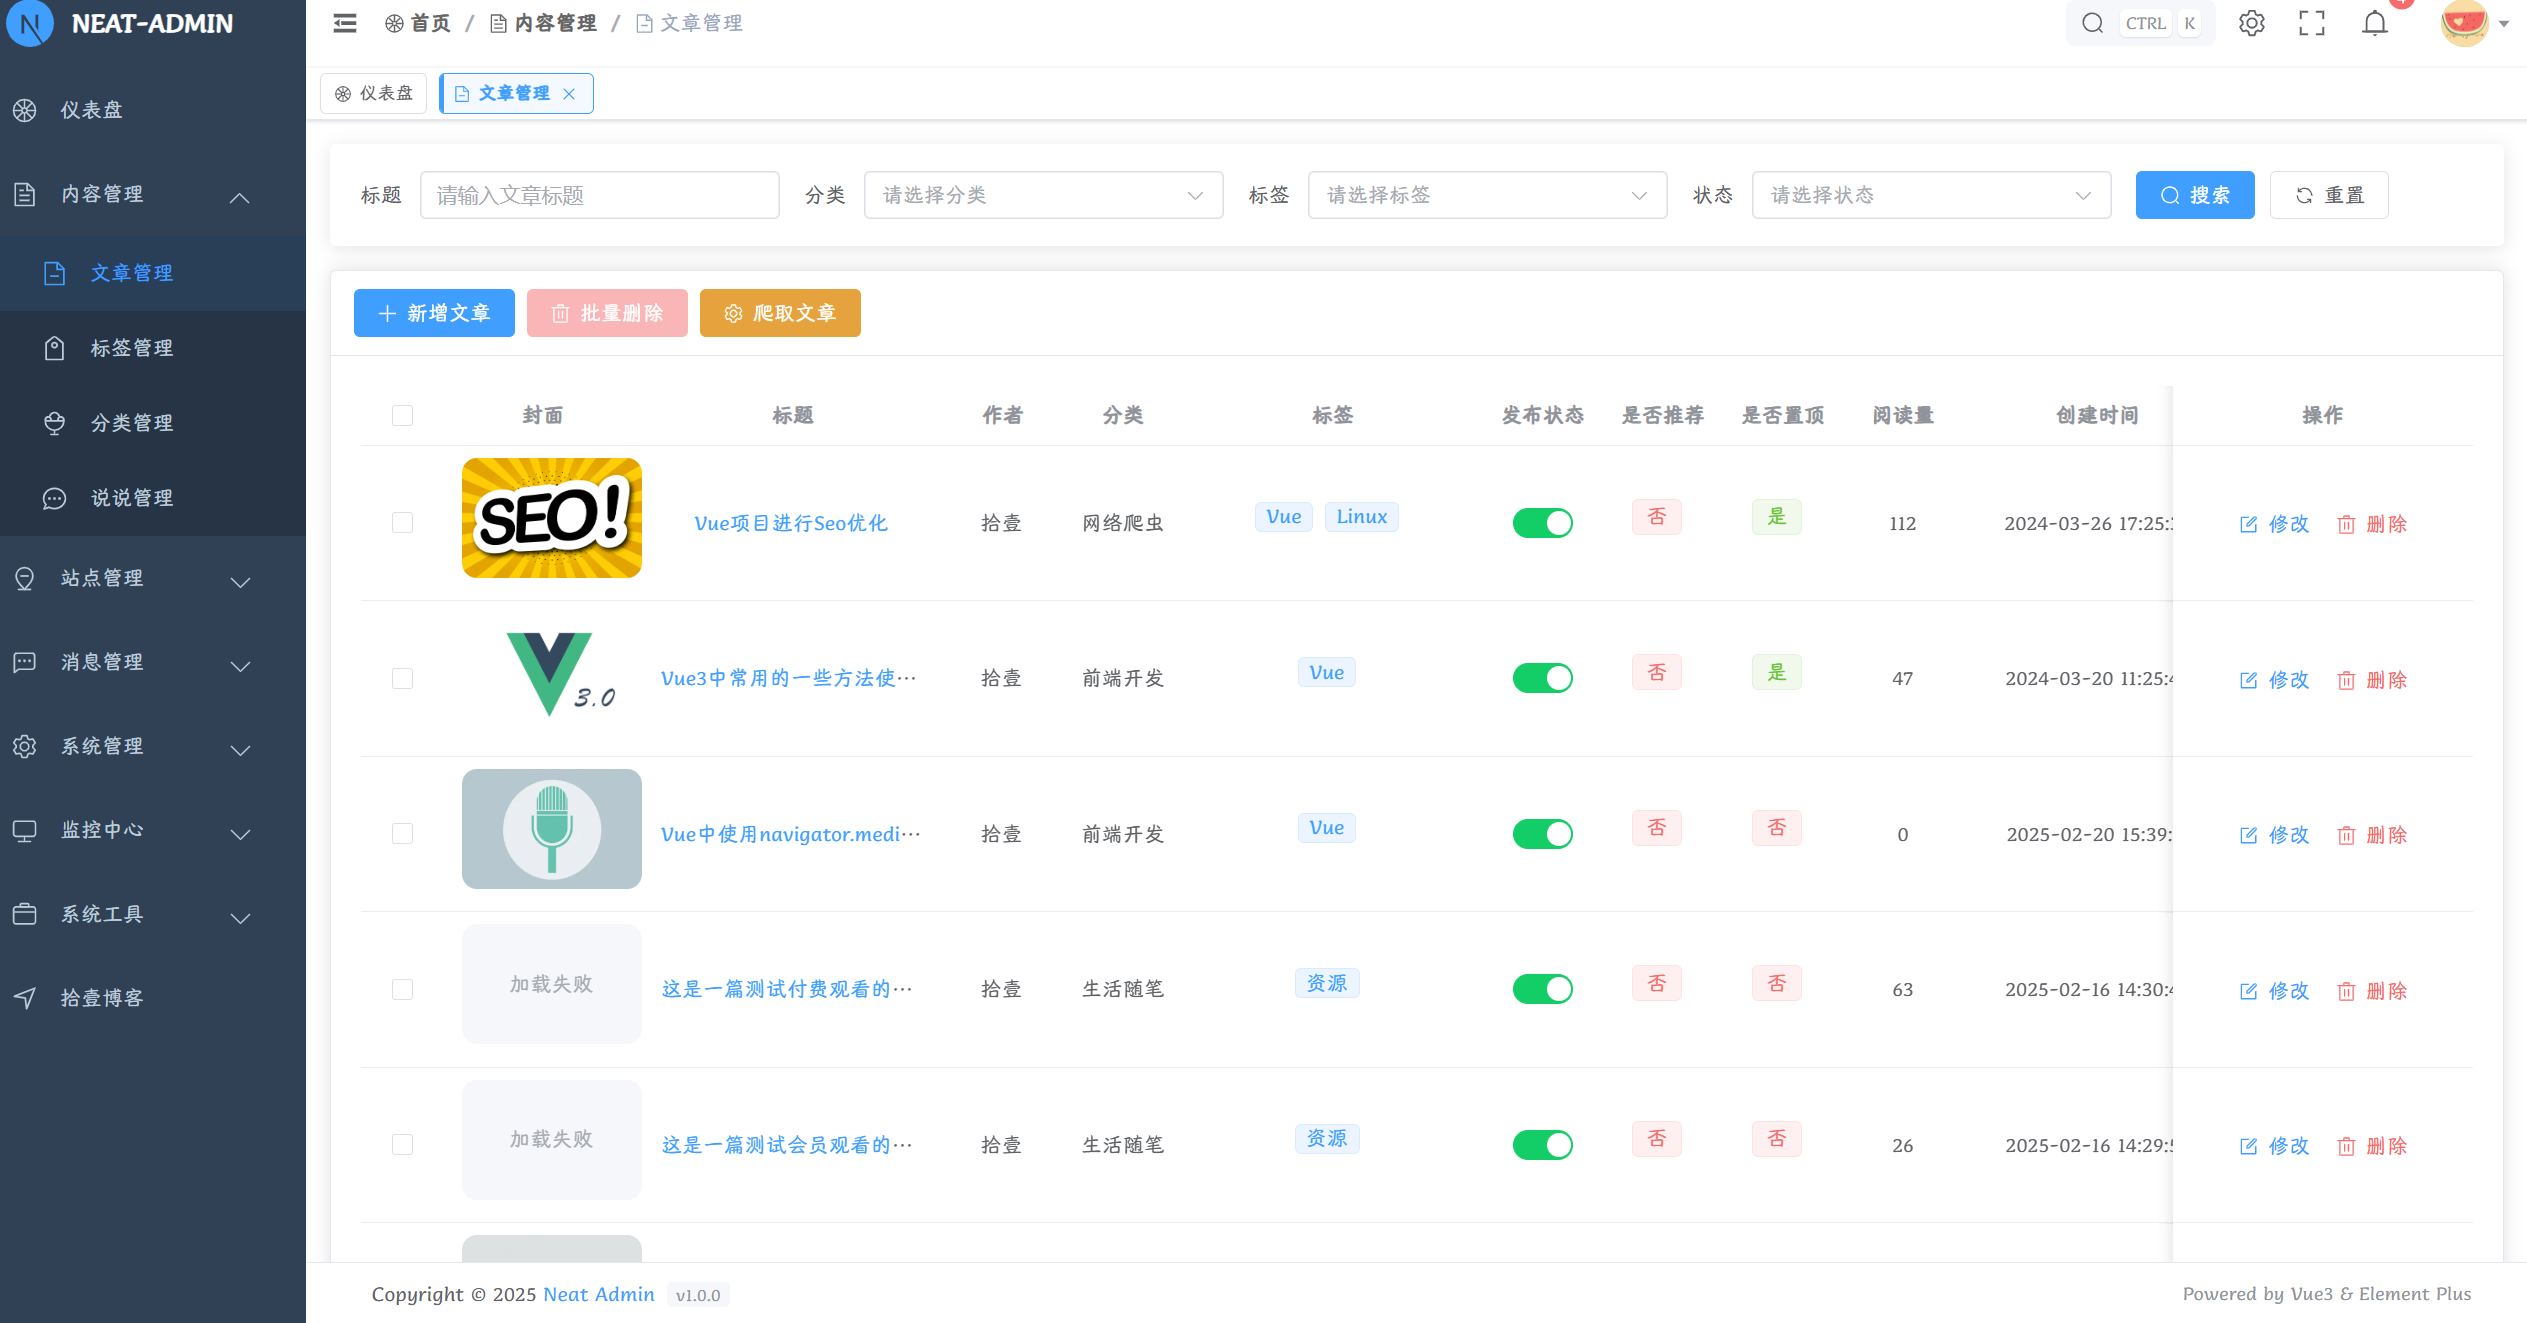 NEAT-ADMIN
首页 / 内容管理 / 文章管理
CTRL K
仪表盘
文章管理
仪表盘
内容管理
文章管理
标签管理
分类管理
说说管理
站点管理
消息管理
系统管理
监控中心
系统工具
拾壹博客
标题 请输入文章标题 分类 请选择分类 标签 请选择标签 状态 请选择状态 搜索 重置
新增文章 批量删除 爬取文章
封面 标题 作者 分类 标签 发布状态 是否推荐 是否置顶 阅读量 创建时间 操作
SEO! Vue项目进行Seo优化 拾壹 网络爬虫 Vue Linux 否 是 112 2024-03-26 17:25: 修改 删除
3.0 Vue3中常用的一些方法使… 拾壹 前端开发 Vue 否 是 47 2024-03-20 11:25:4 修改 删除
Vue中使用navigator.medi… 拾壹 前端开发 Vue 否 否 0 2025-02-20 15:39: 修改 删除
加载失败 这是一篇测试付费观看的… 拾壹 生活随笔 资源 否 否 63 2025-02-16 14:30:4 修改 删除
加载失败 这是一篇测试会员观看的… 拾壹 生活随笔 资源 否 否 26 2025-02-16 14:29:5 修改 删除
Copyright © 2025 Neat Admin v1.0.0
Powered by Vue3 & Element Plus